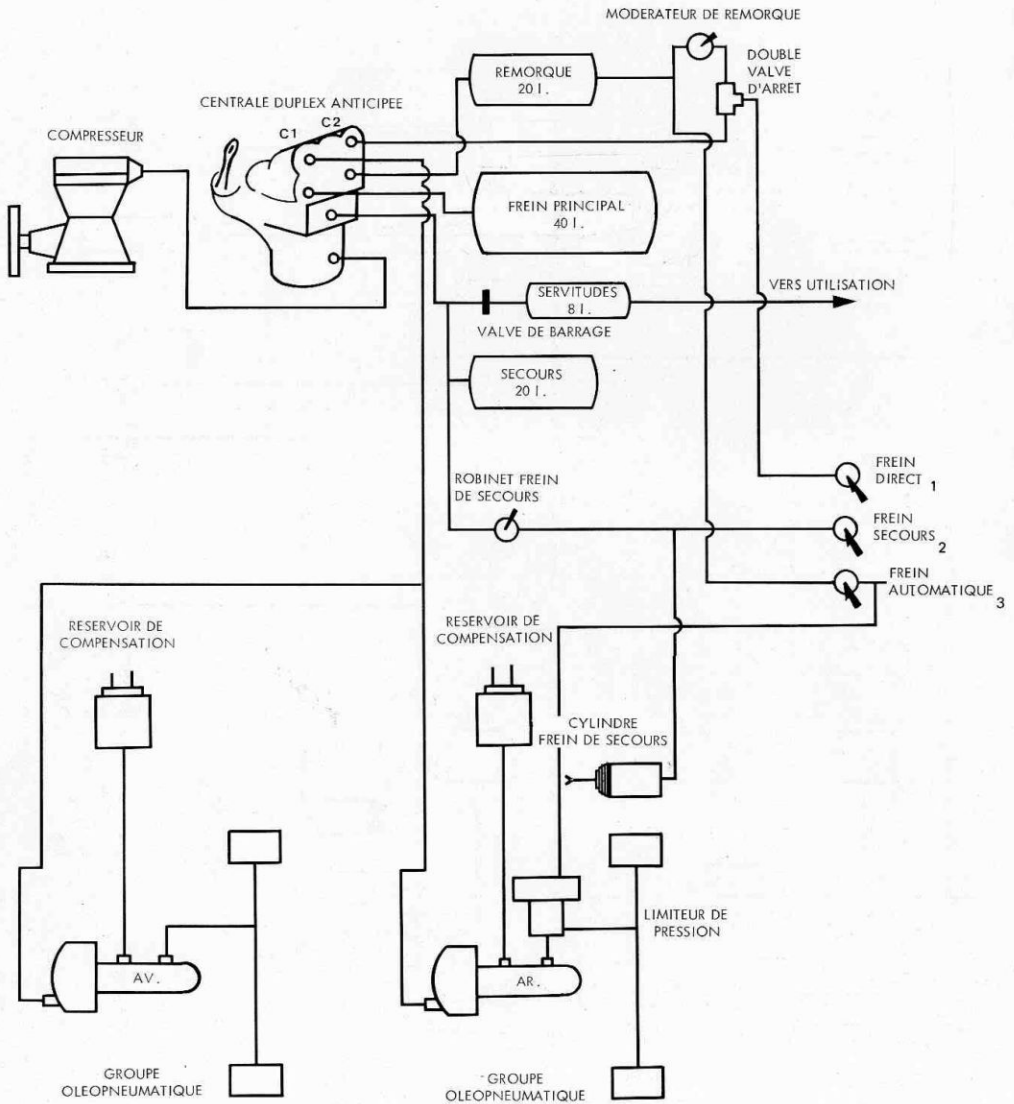 MODERATEUR DE REMORQUE
DOUBLE
VALVE
D'ARRET
REMORQUE
20 l.
CENTRALE DUPLEX ANTICIPEE
C1 C2
COMPRESSEUR
FREIN PRINCIPAL
40 l.
SERVITUDES
8 l.
VERS UTILISATION
VALVE DE BARRAGE
SECOURS
20 l.
ROBINET FREIN
DE SECOURS
FREIN
DIRECT 1
FREIN
SECOURS 2
FREIN
AUTOMATIQUE 3
RESERVOIR DE
COMPENSATION
RESERVOIR DE
COMPENSATION
CYLINDRE
FREIN DE SECOURS
LIMITEUR DE
PRESSION
AV.
AR.
GROUPE
OLEOPNEUMATIQUE
GROUPE
OLEOPNEUMATIQUE